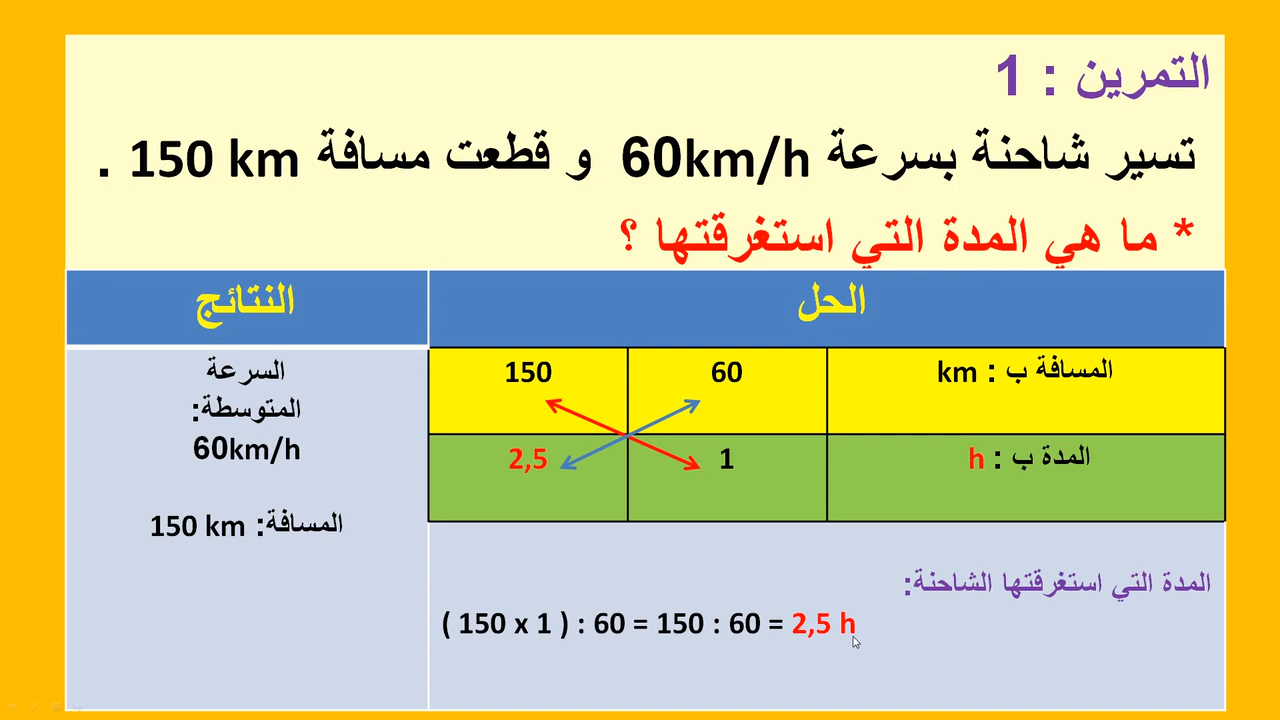 التمرين : 1
تسير شاحنة بسرعة 60km/h و قطعت مسافة 150 km .
* ما هي المدة التي استغرقتها ؟
الحل
النتائج
المسافة ب : km
60
150
المدة ب : h
1
2,5
المدة التي استغرقتها الشاحنة:
( 150 x 1 ) : 60 = 150 : 60 = 2,5 h
السرعة
المتوسطة:
60km/h
المسافة: 150 km